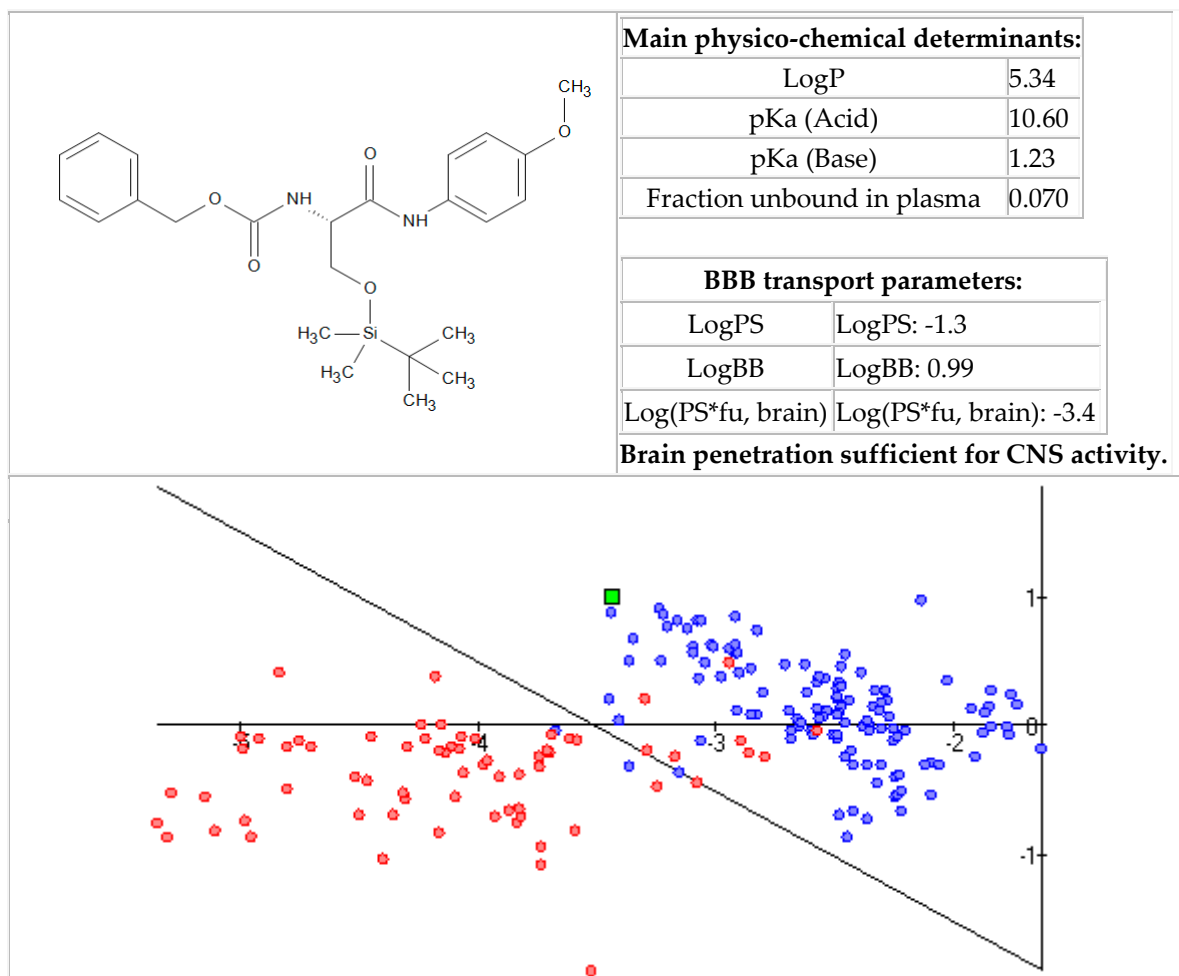 Main physico-chemical determinants:
LogP 5.34
pKa (Acid) 10.60
pKa (Base) 1.23
Fraction unbound in plasma 0.070
BBB transport parameters:
LogPS LogPS: -1.3
LogBB LogBB: 0.99
Log(PS*fu, brain) Log(PS*fu, brain): -3.4
Brain penetration sufficient for CNS activity.
CH3
O
O
NH
O
NH
O
O
H3C Si CH3
H3C CH3
CH3
1
-5 -4 -3 -2 0
-1